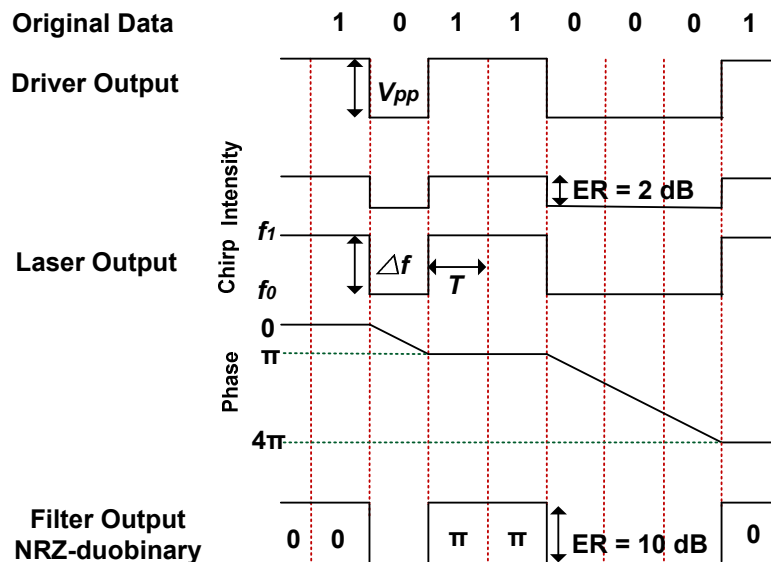 Original Data 1 0 1 1 0 0 0 1
Driver Output
Vpp
Intensity
ER = 2 dB
Laser Output
Chirp
f1
Δf
T
f0
Phase
0
π
4π
Filter Output
NRZ-duobinary
0 0 π π ER = 10 dB 0